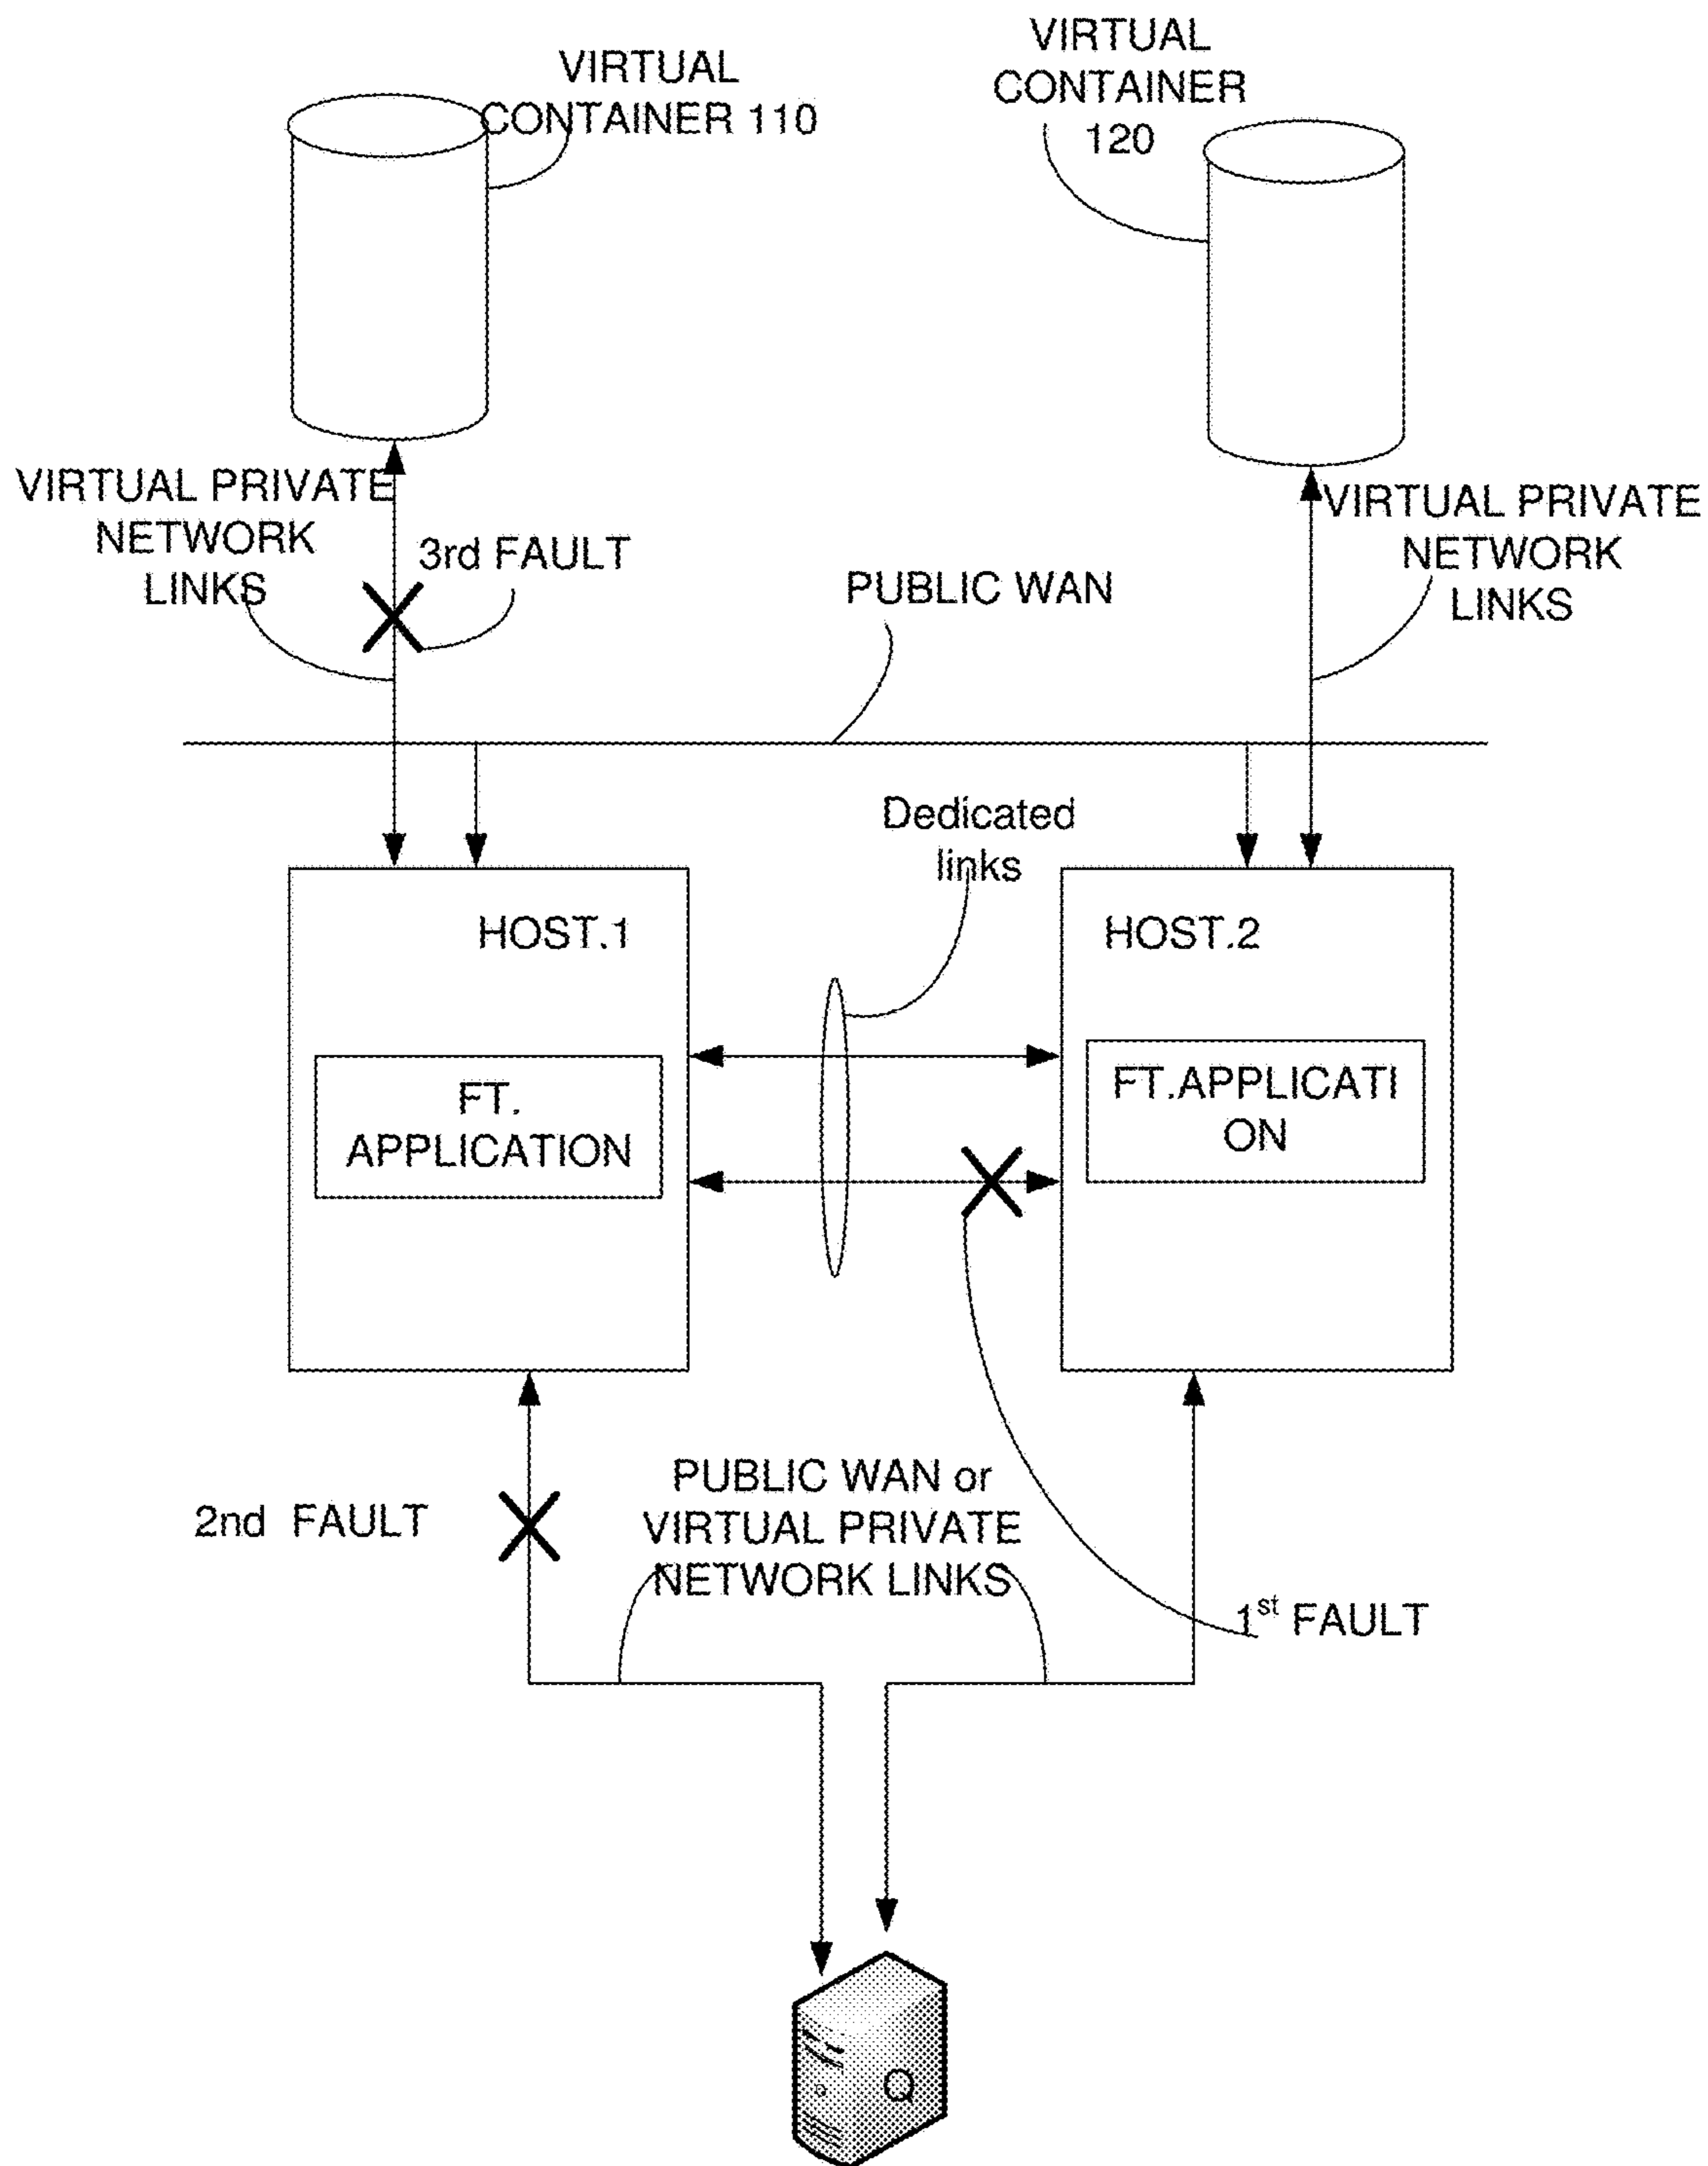 VIRTUAL
CONTAINER 110
VIRTUAL
CONTAINER
120
VIRTUAL PRIVATE
NETWORK
LINKS
3rd FAULT
PUBLIC WAN
VIRTUAL PRIVATE
NETWORK
LINKS
Dedicated
links
HOST.1
HOST.2
FT.
APPLICATION
FT.APPLICATI
ON
2nd FAULT
PUBLIC WAN or
VIRTUAL PRIVATE
NETWORK LINKS
1st FAULT
Q